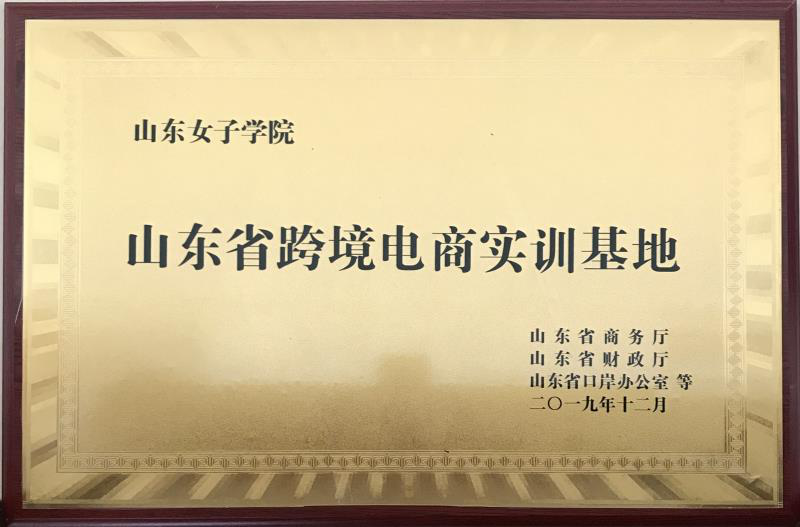 山东女子学院
山东省跨境电商实训基地
山东省商务厅
山东省财政厅
山东省口岸办公室 等
二〇一九年十二月